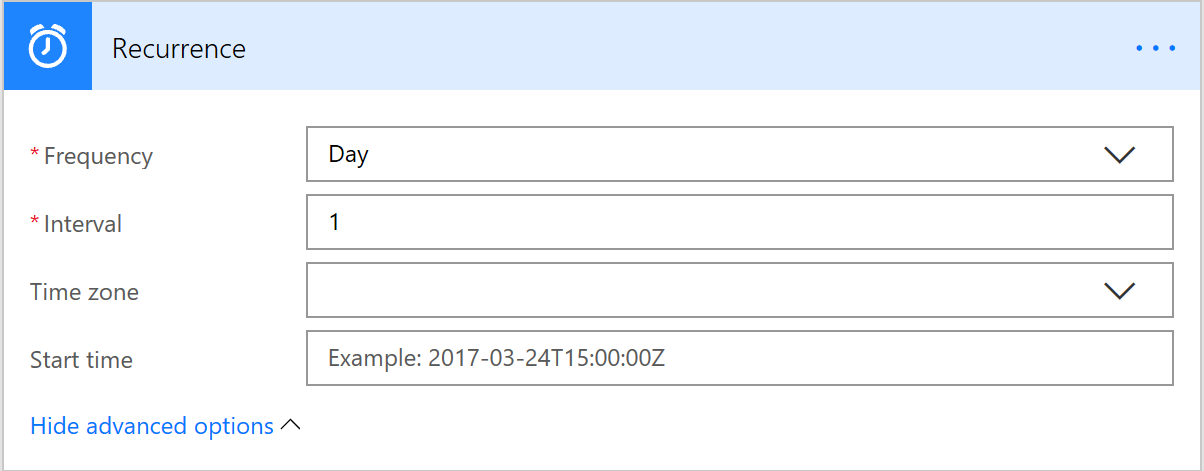 Recurrence
* Frequency
Day
* Interval
1
Time zone
Start time
Example: 2017-03-24T15:00:00Z
Hide advanced options